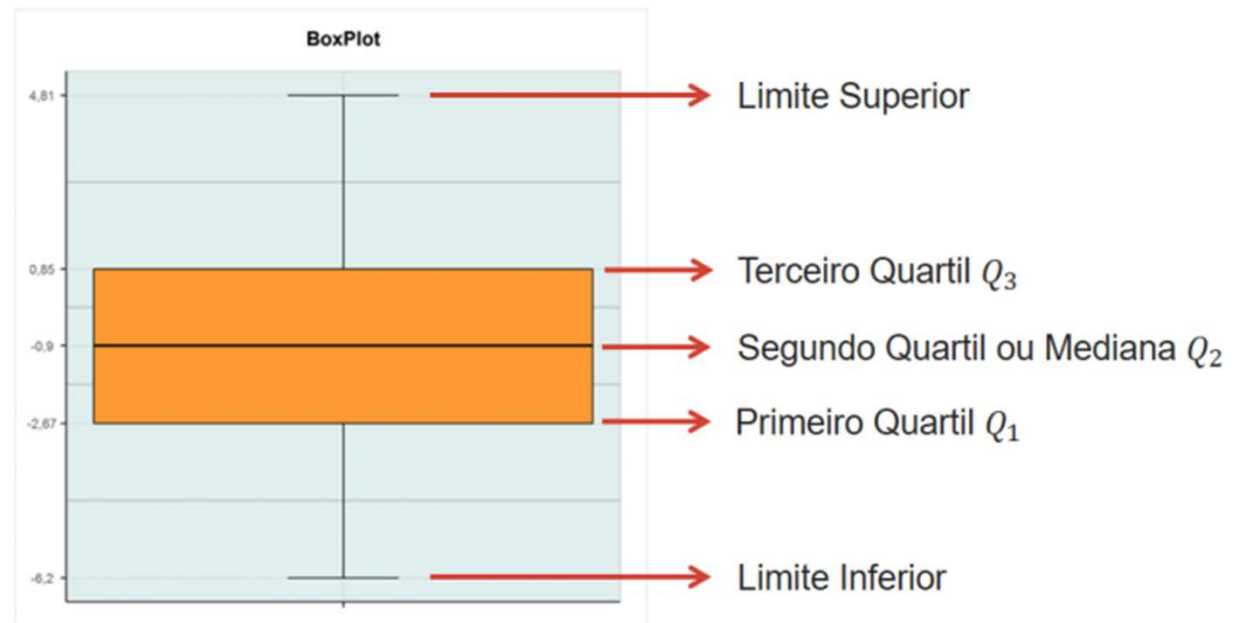 BoxPlot
4,81
Limite Superior
0,85
Terceiro Quartil Q₃
-0,9
Segundo Quartil ou Mediana Q₂
-2,67
Primeiro Quartil Q₁
-6,2
Limite Inferior